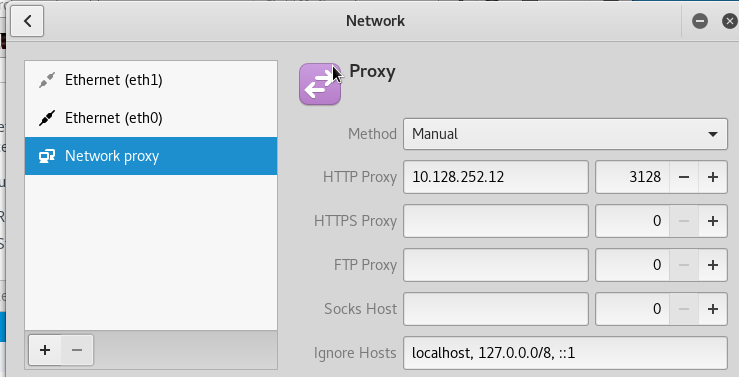 Network
Ethernet (eth1)
Ethernet (eth0)
Network proxy
Proxy
Method Manual
HTTP Proxy 10.128.252.12 3128 − +
HTTPS Proxy 0 − +
FTP Proxy 0 − +
Socks Host 0 − +
Ignore Hosts localhost, 127.0.0.0/8, ::1
+ −